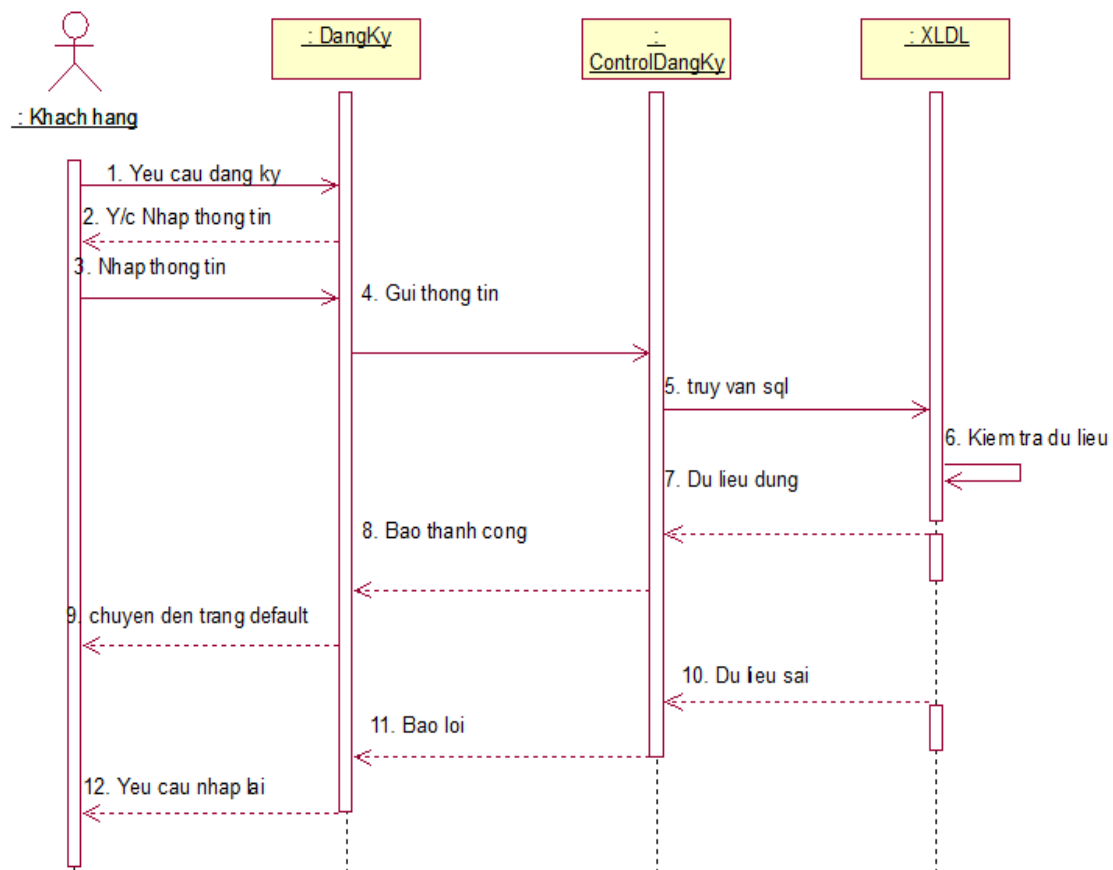 : DangKy
:
ControlDangKy
: XLDL
: Khach hang
1. Yeu cau dang ky
2. Y/c Nhap thong tin
3. Nhap thong tin
4. Gui thong tin
5. truy van sql
6. Kiem tra du lieu
7. Du lieu dung
8. Bao thanh cong
9. chuyen den trang default
10. Du lieu sai
11. Bao loi
12. Yeu cau nhap lai